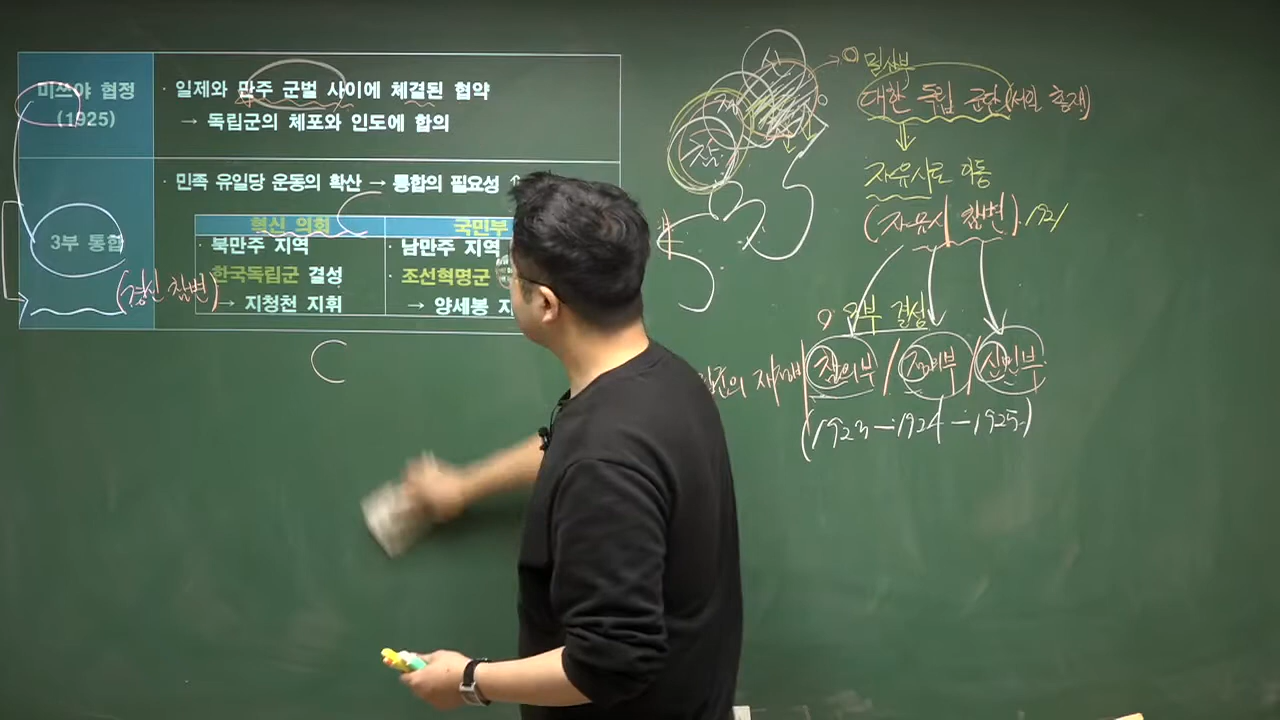 미쓰야 협정
(1925)
· 일제와 만주 군벌 사이에 체결된 협약
→ 독립군의 체포와 인도에 합의
3부 통합
· 민족 유일당 운동의 확산 → 통합의 필요성
혁신 의회
국민부
· 북만주 지역
· 남만주 지역
한국독립군 결성
· 조선혁명군
→ 지청천 지휘
→ 양세봉
(경신 참변)
밀산부
(대한 독립 군단(서일 총재)
자유시로 이동
(자유시 참변). 1921
3부 결성
참의부 / 정의부 / 신민부
(1923 - 1924 - 1925)